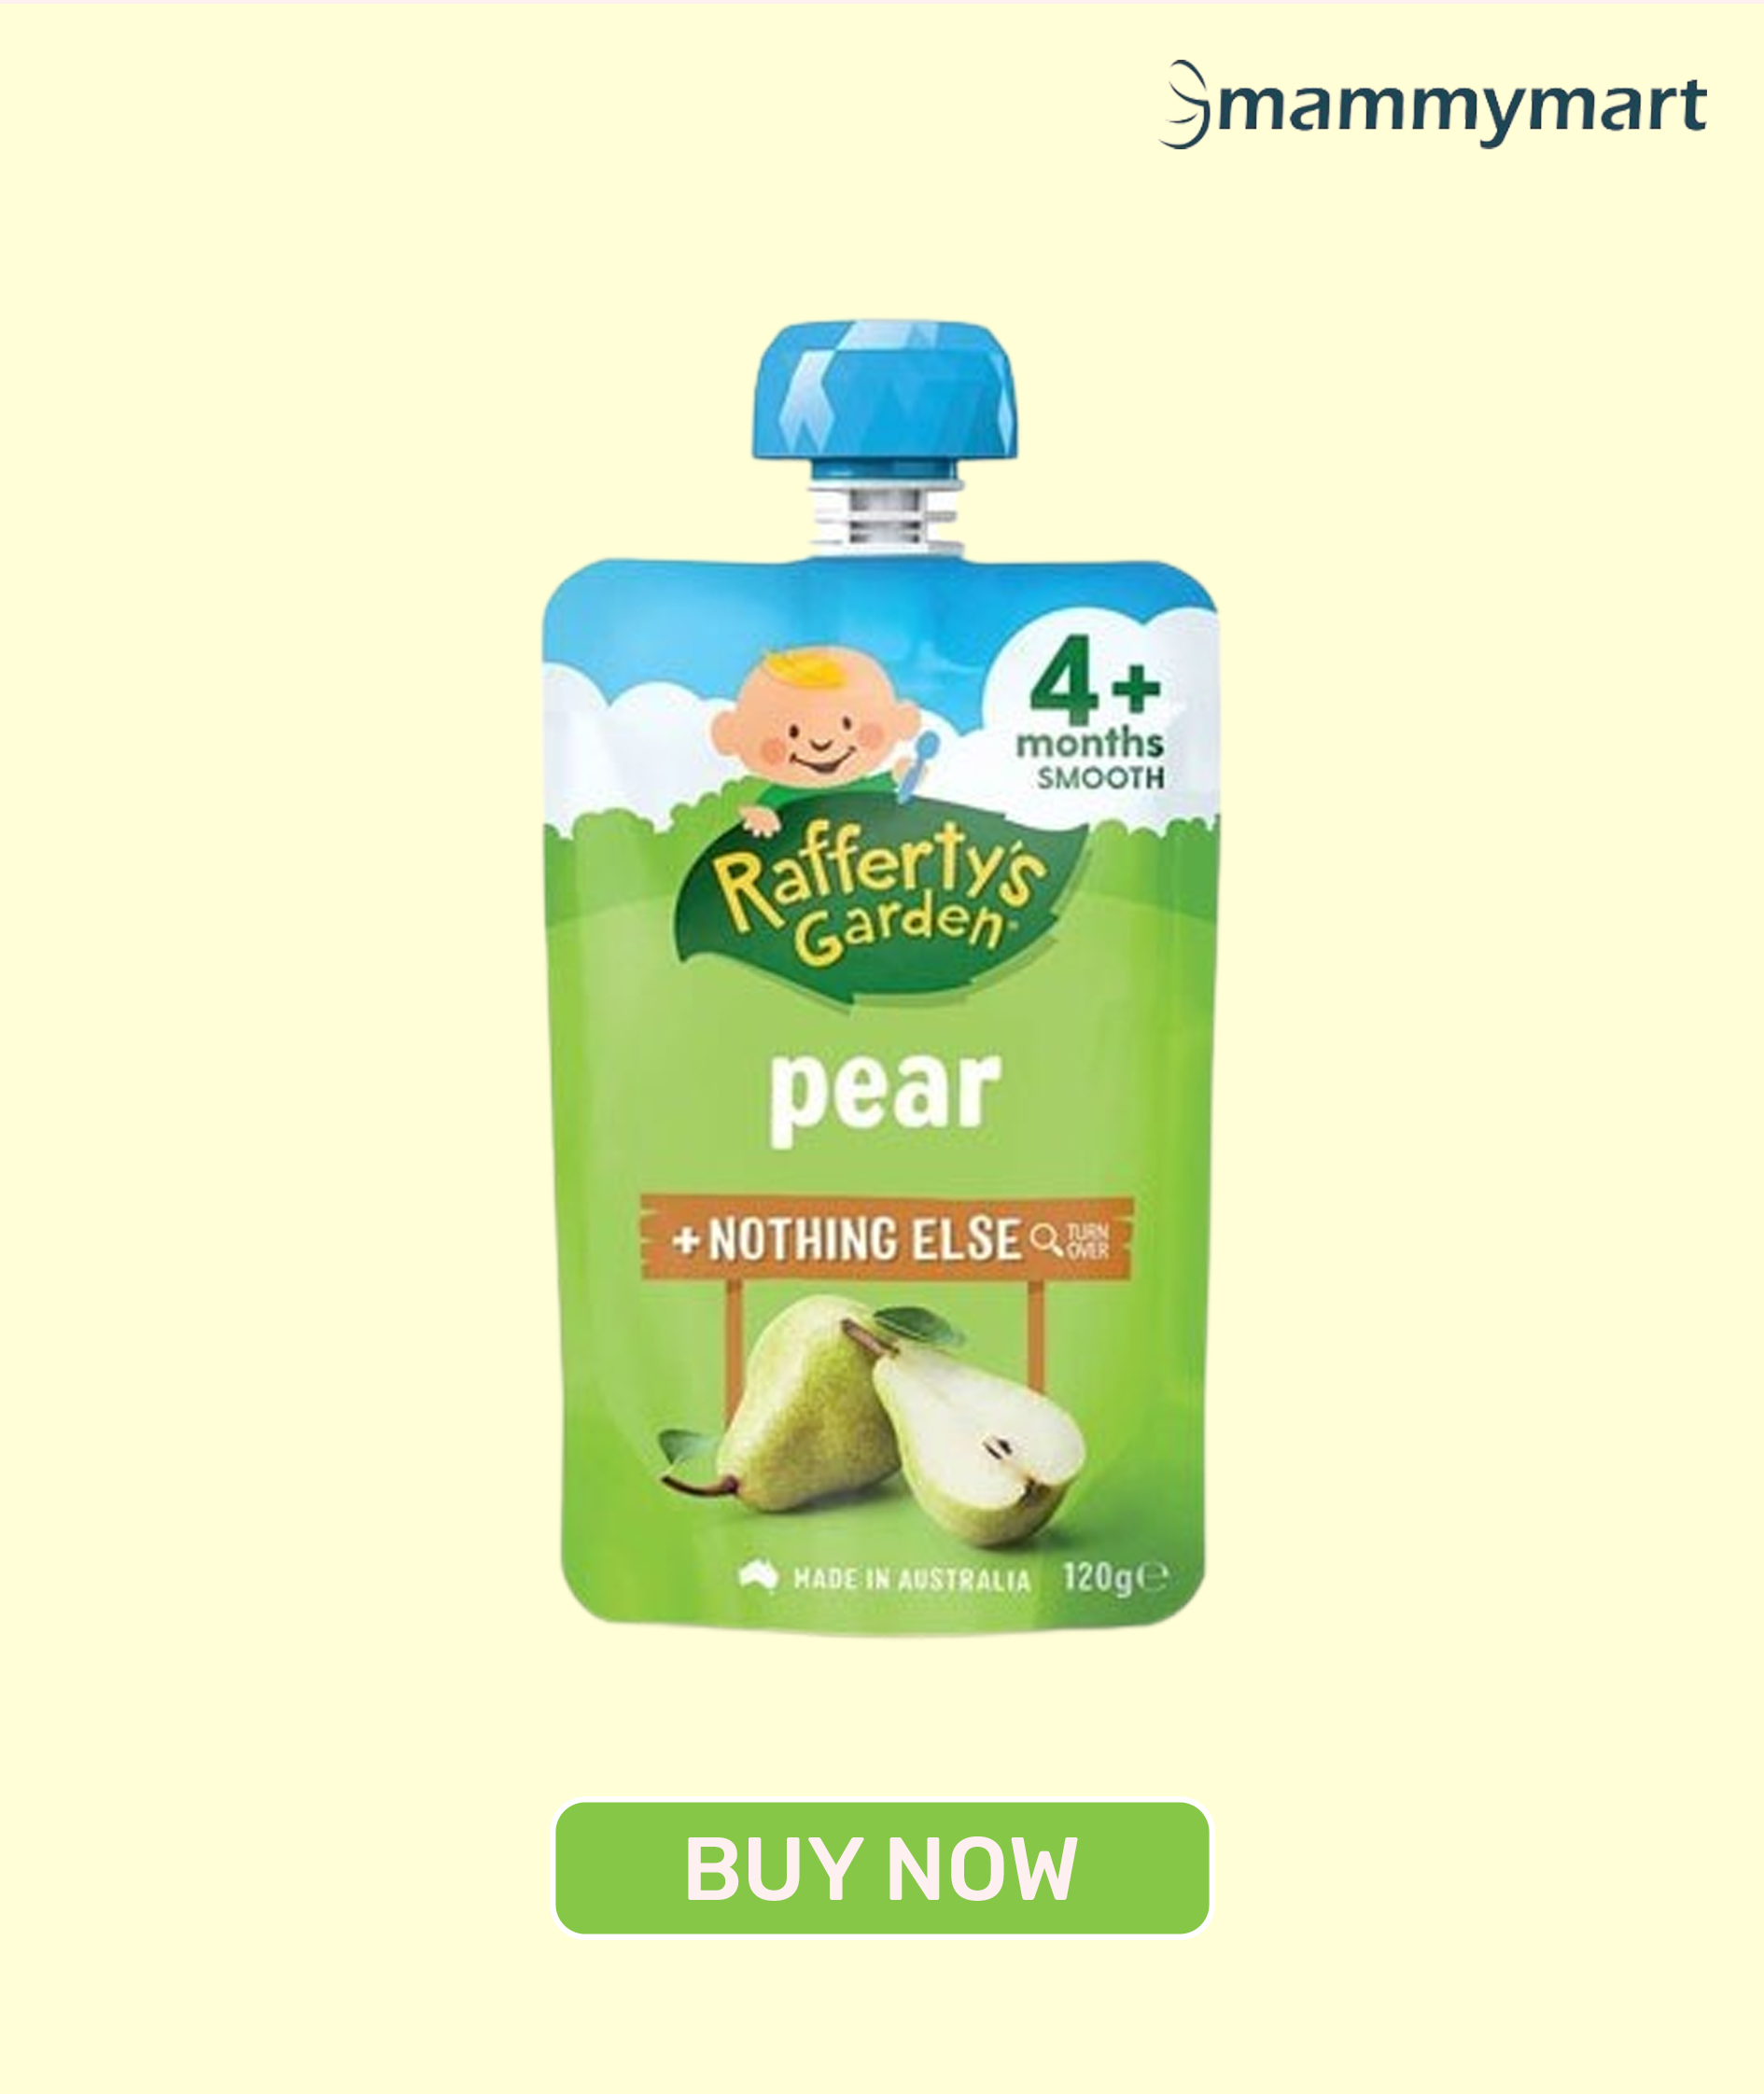 mammymart
4+
months
SMOOTH
Rafferty's
Garden
pear
+ NOTHING ELSE TURN
OVER
MADE IN AUSTRALIA 120g ℮
BUY NOW